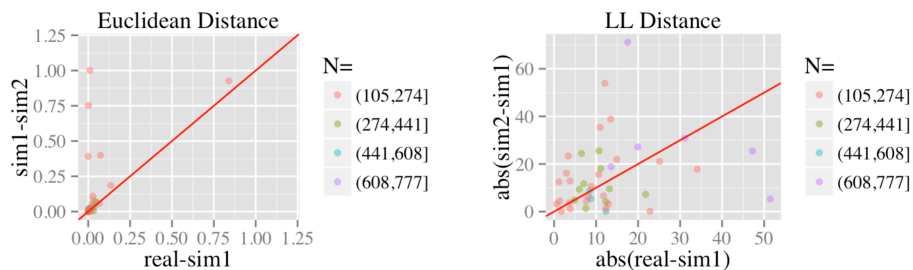 Euclidean Distance
1.25
1.00
0.75
0.50
0.25
0.00
sim1-sim2
0.00 0.25 0.50 0.75 1.00 1.25
real-sim1
N=
(105,274]
(274,441]
(441,608]
(608,777]
LL Distance
60
40
20
0
abs(sim2-sim1)
0 10 20 30 40 50
abs(real-sim1)
N=
(105,274]
(274,441]
(441,608]
(608,777]